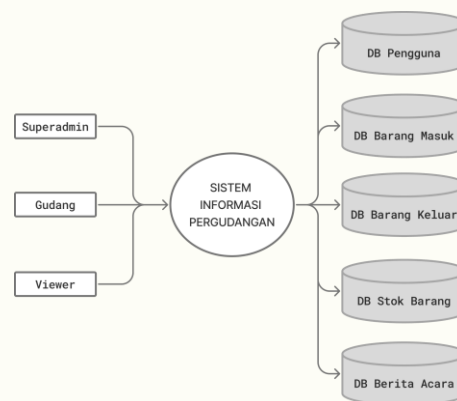 Superadmin
Gudang
Viewer
SISTEM
INFORMASI
PERGUDANGAN
DB Pengguna
DB Barang Masuk
DB Barang Keluar
DB Stok Barang
DB Berita Acara